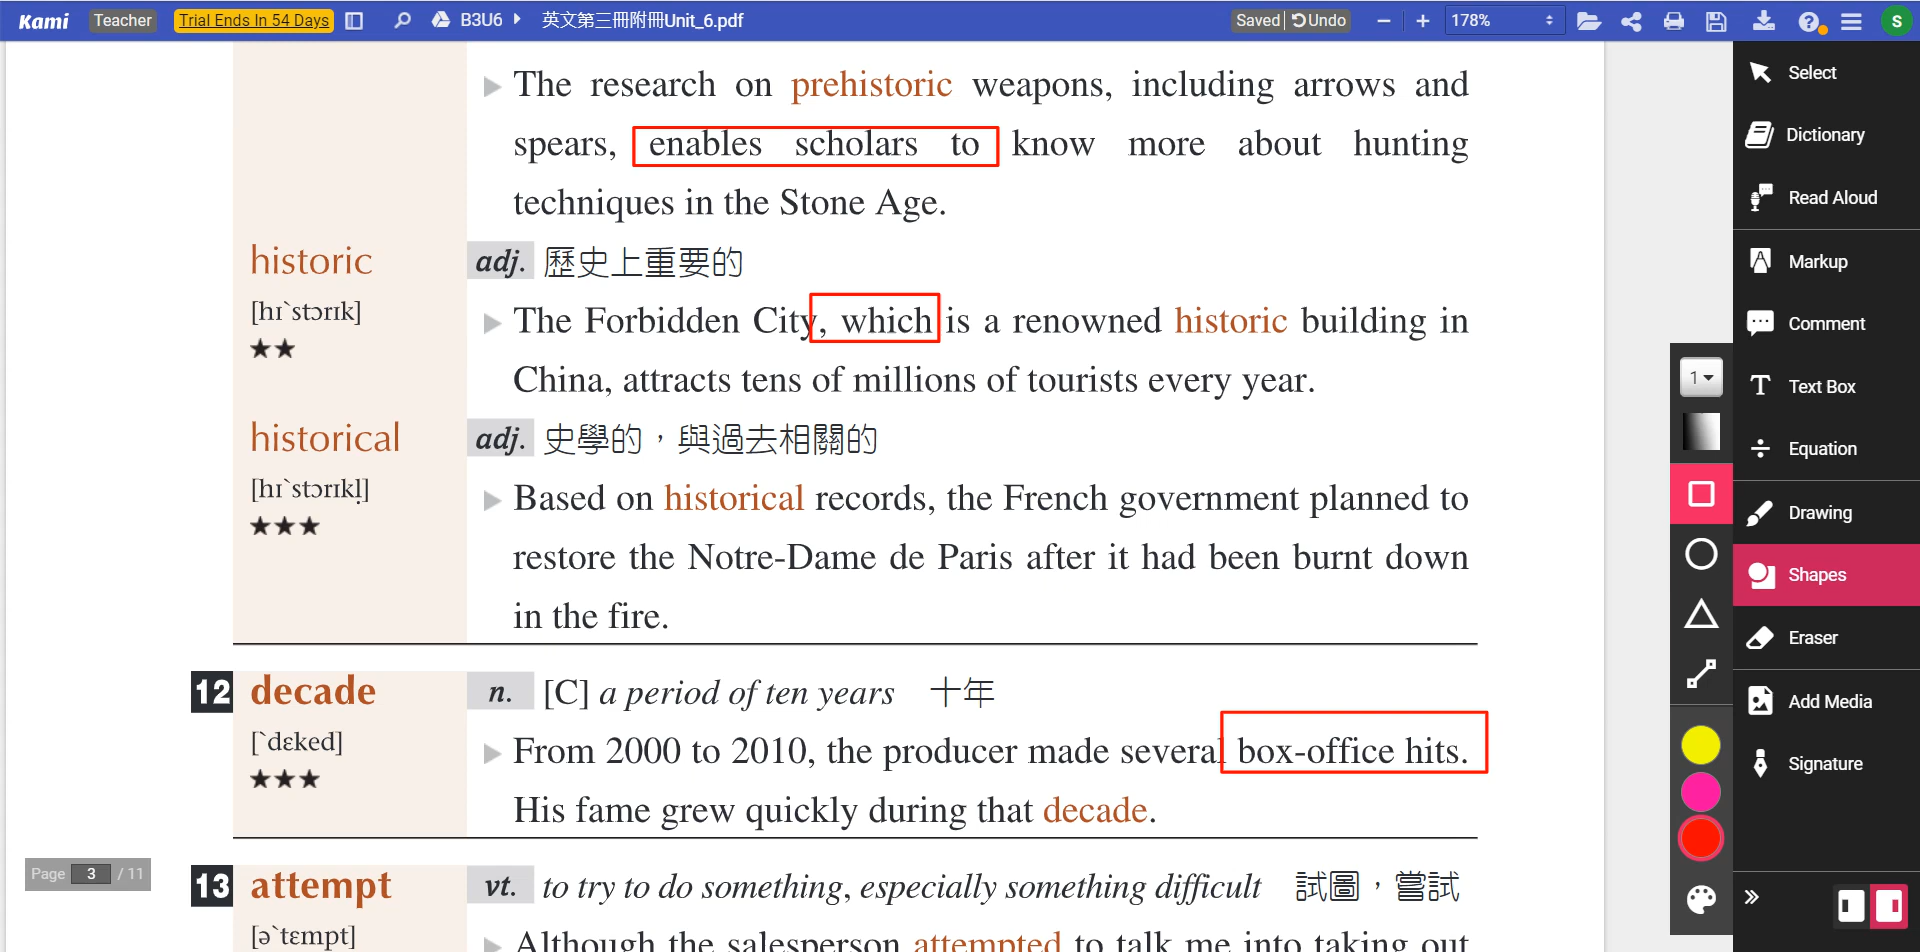 Kami Teacher Trial Ends In 54 Days B3U6 英文第三冊附冊Unit_6.pdf Saved Undo 178% S
The research on prehistoric weapons, including arrows and
spears, enables scholars to know more about hunting
techniques in the Stone Age.
historic adj. 歷史上重要的
[hɪˋstɔrɪk]
★★
The Forbidden City, which is a renowned historic building in
China, attracts tens of millions of tourists every year.
historical adj. 史學的，與過去相關的
[hɪˋstɔrɪkl̩]
★★★
Based on historical records, the French government planned to
restore the Notre-Dame de Paris after it had been burnt down
in the fire.
12 decade n. [C] a period of ten years 十年
[ˋdɛked]
★★★
From 2000 to 2010, the producer made several box-office hits.
His fame grew quickly during that decade.
13 attempt vt. to try to do something, especially something difficult 試圖，嘗試
[əˋtɛmpt]
Although the salesperson attempted to talk me into taking out
Page 3 / 11
1
Select
Dictionary
Read Aloud
Markup
Comment
Text Box
Equation
Drawing
Shapes
Eraser
Add Media
Signature